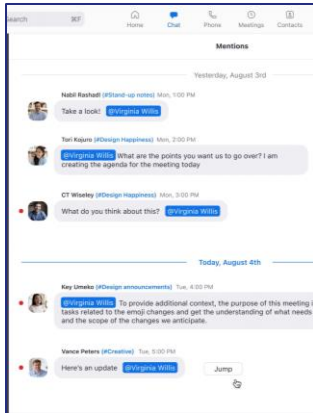 Search ⌘F
Home Chat Phone Meetings Contacts
Mentions
Yesterday, August 3rd
Nabil Rashad! (#Stand-up notes) Mon, 1:00 PM
Take a look! @Virginia Willis
Tori Kojuro (#Design Happiness) Mon, 2:00 PM
@Virginia Willis What are the points you want us to go over? I am
creating the agenda for the meeting today
CT Wiseley (#Design Happiness) Mon, 3:00 PM
What do you think about this? @Virginia Willis
Today, August 4th
Key Umeko (#Design announcements) Tue, 4:00 PM
@Virginia Willis To provide additional context, the purpose of this meeting i
tasks related to the emoji changes and get the understanding of what needs
and the scope of the changes we anticipate.
Vance Peters (#Creative) Tue, 5:00 PM
Here's an update @Virginia Willis
Jump